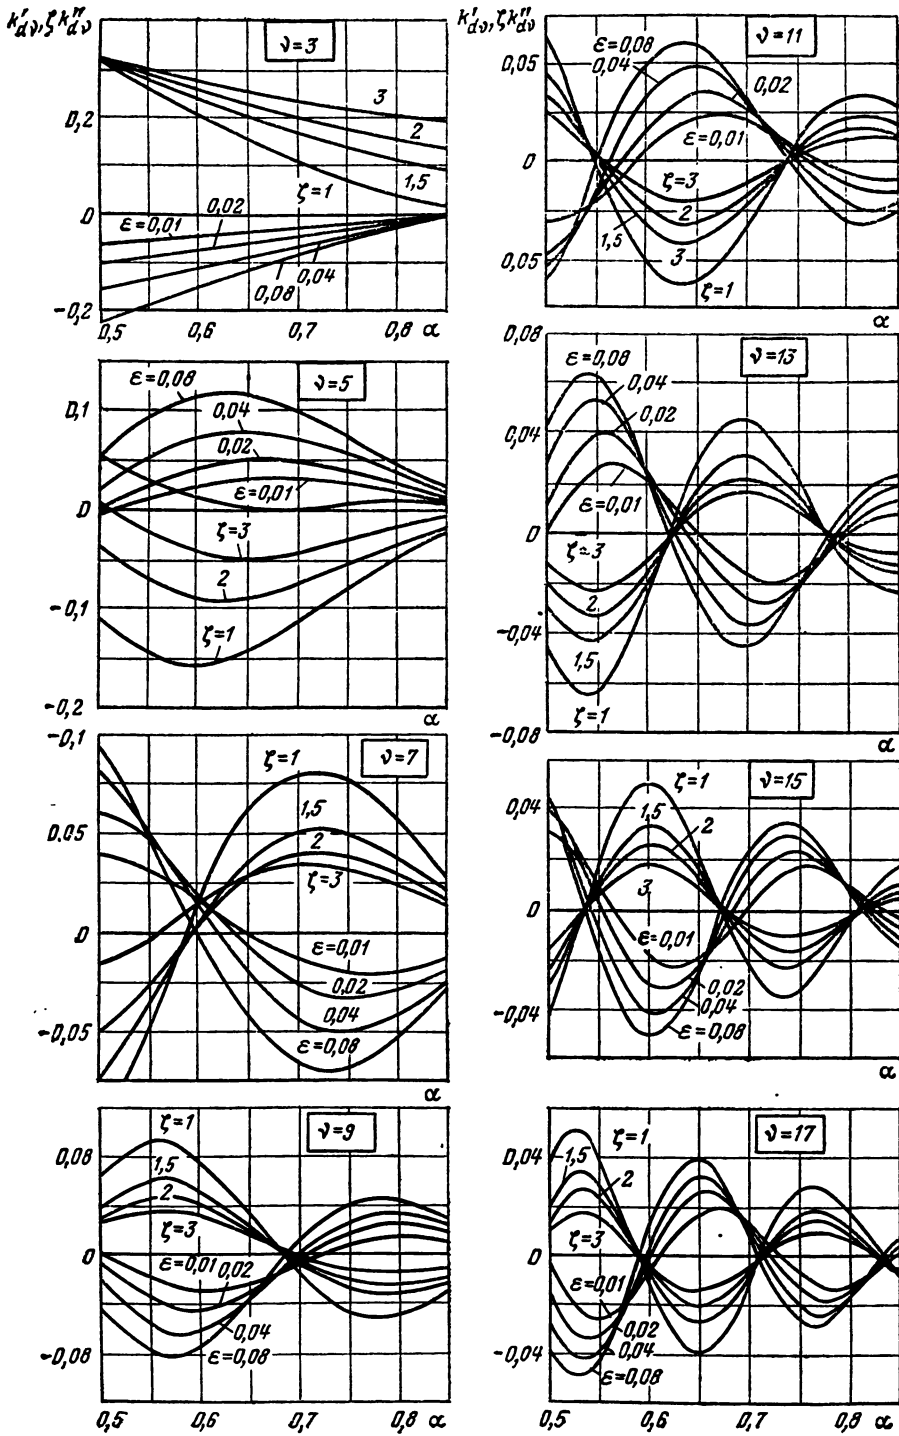 k′dν, ζk″dν
ν=3
0,2
3
2
1,5
ζ=1
0
ε=0,01
0,02
0,04
0,08
-0,2
0,5 0,6 0,7 0,8 α
ν=5
ε=0,08
0,1
0,04
0,02
ε=0,01
0
ζ=3
2
-0,1
ζ=1
-0,2
α
-0,1
ν=7
ζ=1
1,5
0,05
2
ζ=3
0
ε=0,01
0,02
0,04
-0,05
ε=0,08
α
ζ=1
ν=9
0,08
1,5
2
ζ=3
0
ε=0,01
0,02
0,04
-0,08
ε=0,08
0,5 0,6 0,7 0,8 α
k′dν, ζk″dν
ν=11
ε=0,08
0,05
0,04
0,02
ε=0,01
0
ζ=3
2
1,5
3
0,05
ζ=1
α
0,08
ν=13
ε=0,08
0,04
0,04
0,02
ε=0,01
0
ζ=3
2
-0,04
1,5
ζ=1
-0,08
α
ζ=1
ν=15
0,04
1,5
2
3
0
ε=0,01
0,02
-0,04
0,04
ε=0,08
α
ζ=1
ν=17
0,04
1,5
2
ζ=3
0
ε=0,01
0,02
0,04
-0,04
ε=0,08
0,5 0,6 0,7 0,8 α